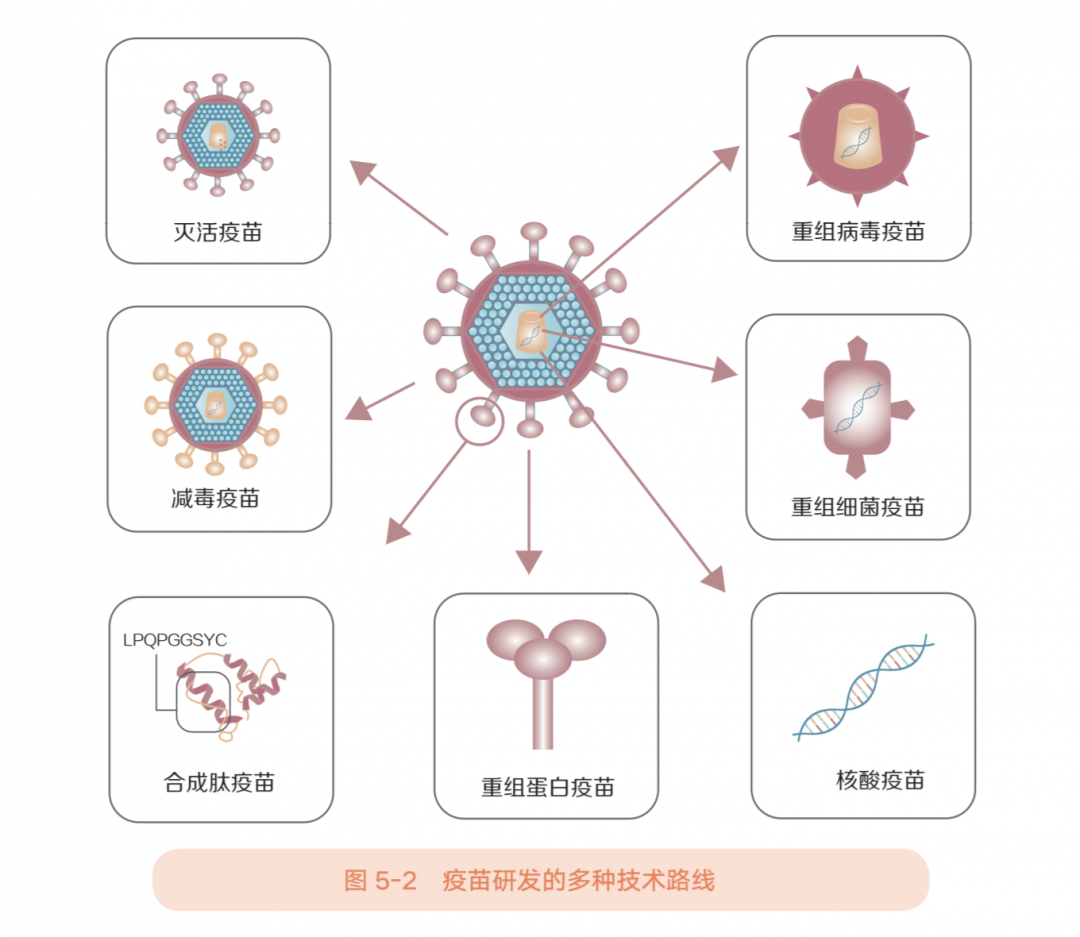 灭活疫苗
重组病毒疫苗
减毒疫苗
重组细菌疫苗
LPQPGGSYC
合成肽疫苗
重组蛋白疫苗
核酸疫苗
图 5-2 疫苗研发的多种技术路线